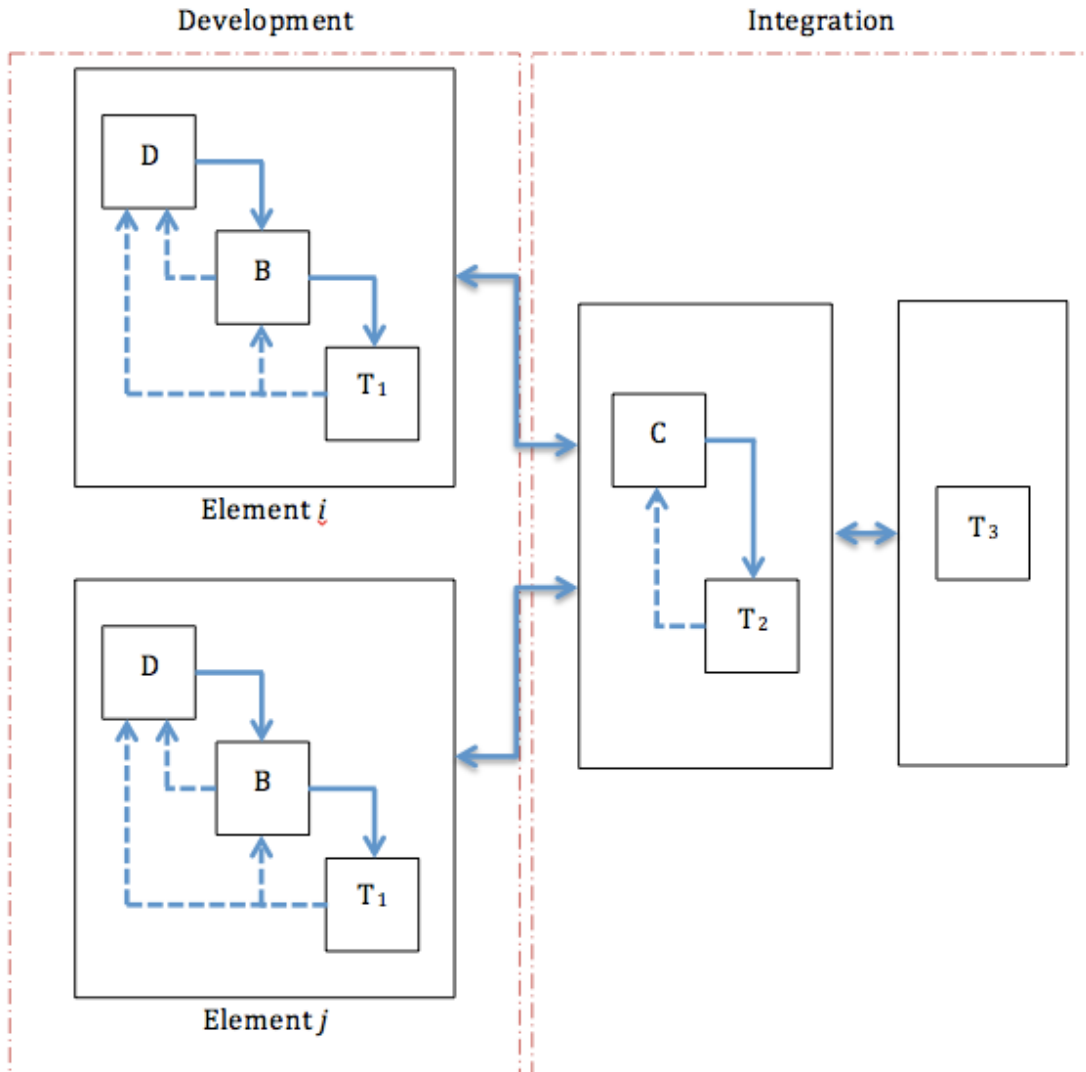 Development
Integration
D
B
T1
Element i
D
B
T1
Element j
C
T2
T3